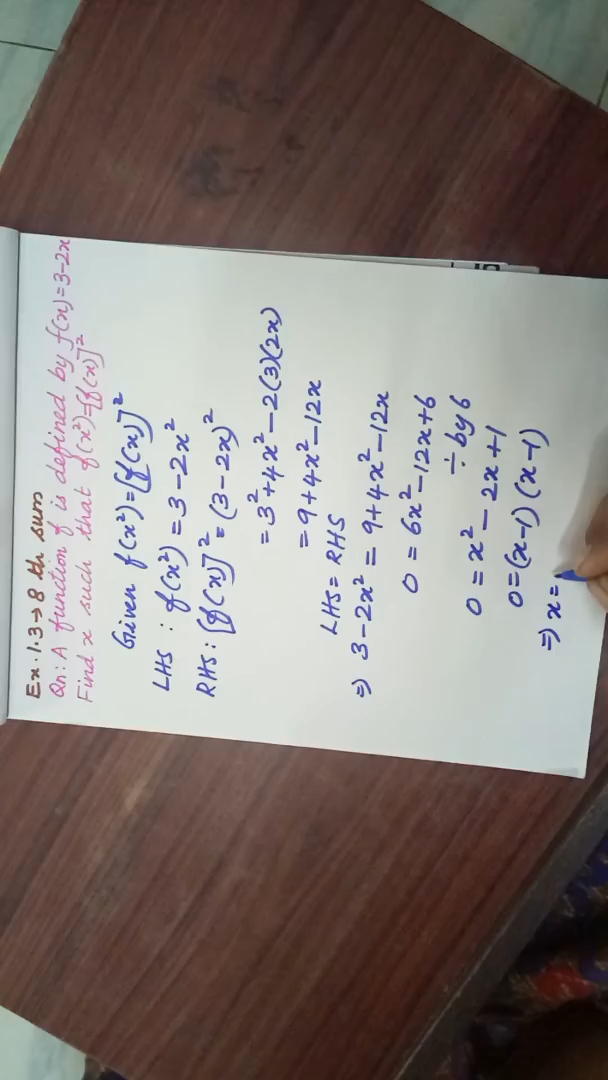 Ex.1.3→8 th sum
Qn: A function f is defined by f(x)=3-2x
Find x such that f(x²)=[f(x)]²
Given f(x²)=[f(x)]²
LHS : f(x²) = 3-2x²
RHS: [f(x)]² = (3-2x)²
= 3²+4x²-2(3)(2x)
= 9+4x²-12x
LHS = RHS
⇒ 3-2x² = 9+4x²-12x
0 = 6x²-12x+6
÷ by 6
0 = x²-2x+1
0=(x-1)(x-1)
⇒ x=